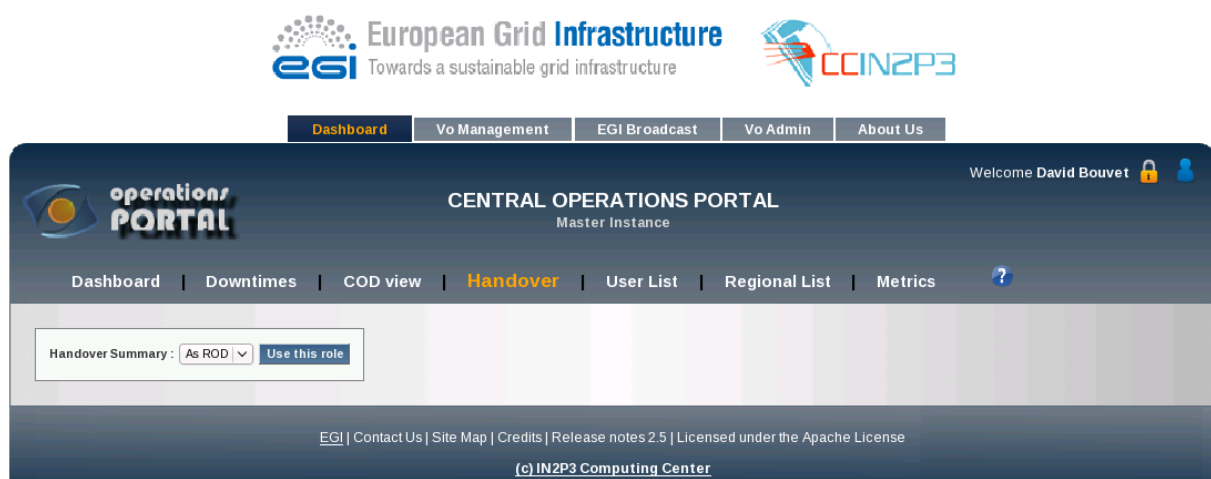 egi European Grid Infrastructure
Towards a sustainable grid infrastructure
CCIN2P3
Dashboard Vo Management EGI Broadcast Vo Admin About Us
Welcome David Bouvet
operations PORTAL
CENTRAL OPERATIONS PORTAL
Master Instance
Dashboard | Downtimes | COD view | Handover | User List | Regional List | Metrics ?
Handover Summary : As ROD Use this role
EGI | Contact Us | Site Map | Credits | Release notes 2.5 | Licensed under the Apache License
(c) IN2P3 Computing Center